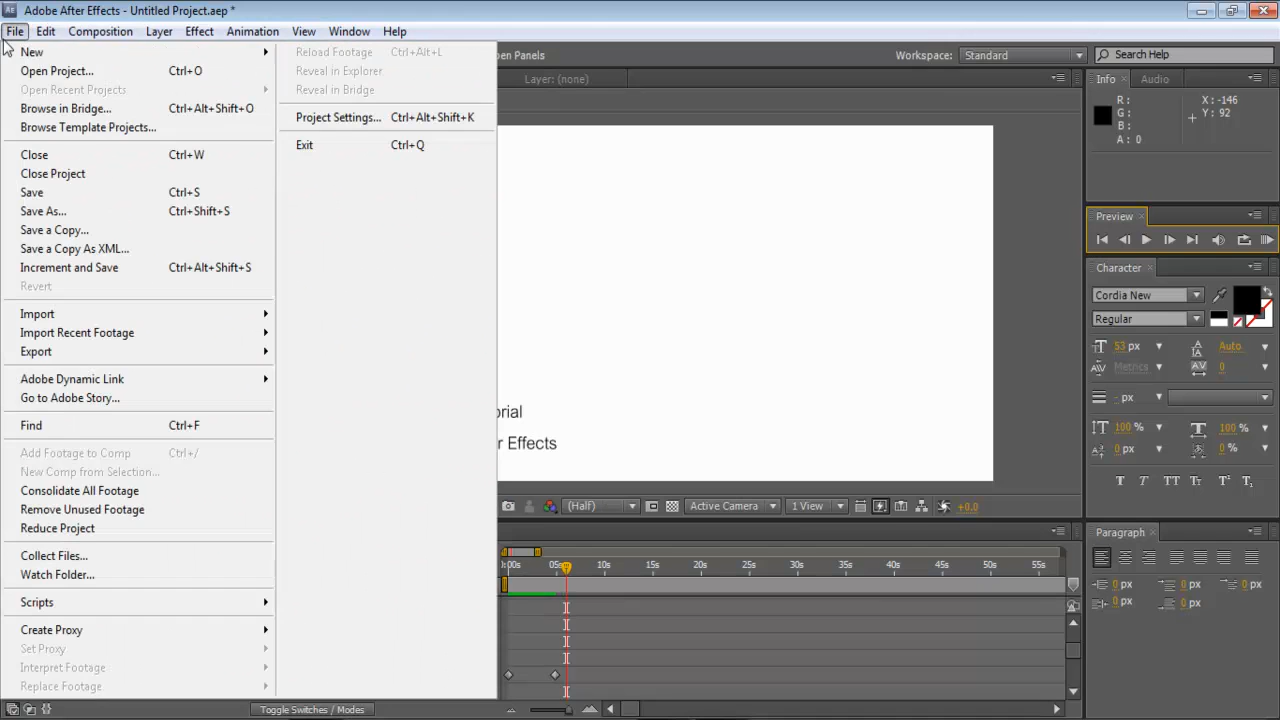 Adobe After Effects - Untitled Project.aep *
File Edit Composition Layer Effect Animation View Window Help
New
Open Project... Ctrl+O
Open Recent Projects
Browse in Bridge... Ctrl+Alt+Shift+O
Browse Template Projects...
Close Ctrl+W
Close Project
Save Ctrl+S
Save As... Ctrl+Shift+S
Save a Copy...
Save a Copy As XML...
Increment and Save Ctrl+Alt+Shift+S
Revert
Import
Import Recent Footage
Export
Adobe Dynamic Link
Go to Adobe Story...
Find Ctrl+F
Add Footage to Comp Ctrl+/
New Comp from Selection...
Consolidate All Footage
Remove Unused Footage
Reduce Project
Collect Files...
Watch Folder...
Scripts
Create Proxy
Set Proxy
Interpret Footage
Replace Footage
Reload Footage Ctrl+Alt+L
Reveal in Explorer
Reveal in Bridge
Project Settings... Ctrl+Alt+Shift+K
Exit Ctrl+Q
pen Panels
Workspace: Standard
Search Help
Layer: (none)
orial
r Effects
(Half) Active Camera 1 View +0.0
:00s 05s 10s 15s 20s 25s 30s 35s 40s 45s 50s 55s
Toggle Switches / Modes
Info Audio
R : X : -146
G : Y : 92
B :
A : 0
Preview
Character
Cordia New
Regular
53 px Auto
Metrics 0
- px
100 % 100 %
0 px 0 %
T T TT Tr T¹ T₁
Paragraph
0 px 0 px 0 px
0 px 0 px